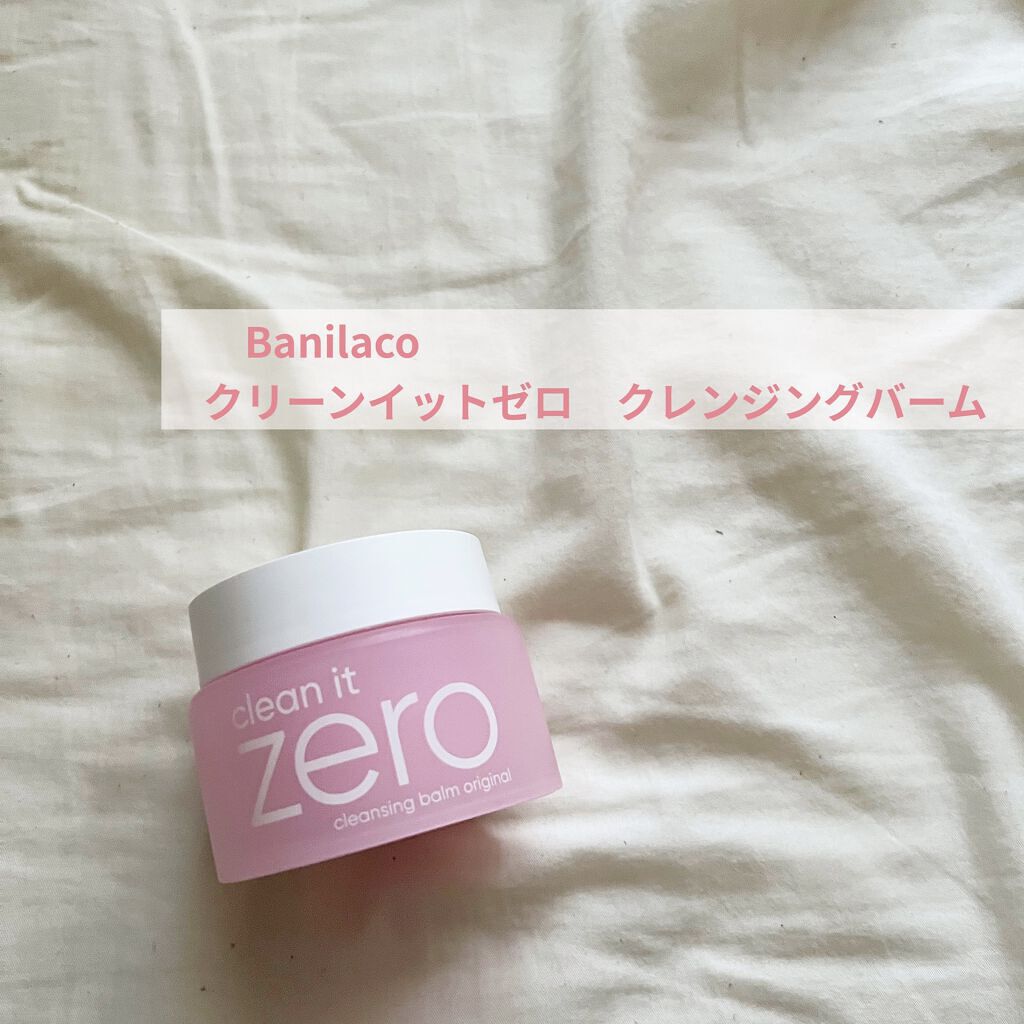 Banilaco
クリーンイットゼロ　クレンジングバーム
clean it
zero
cleansing balm original